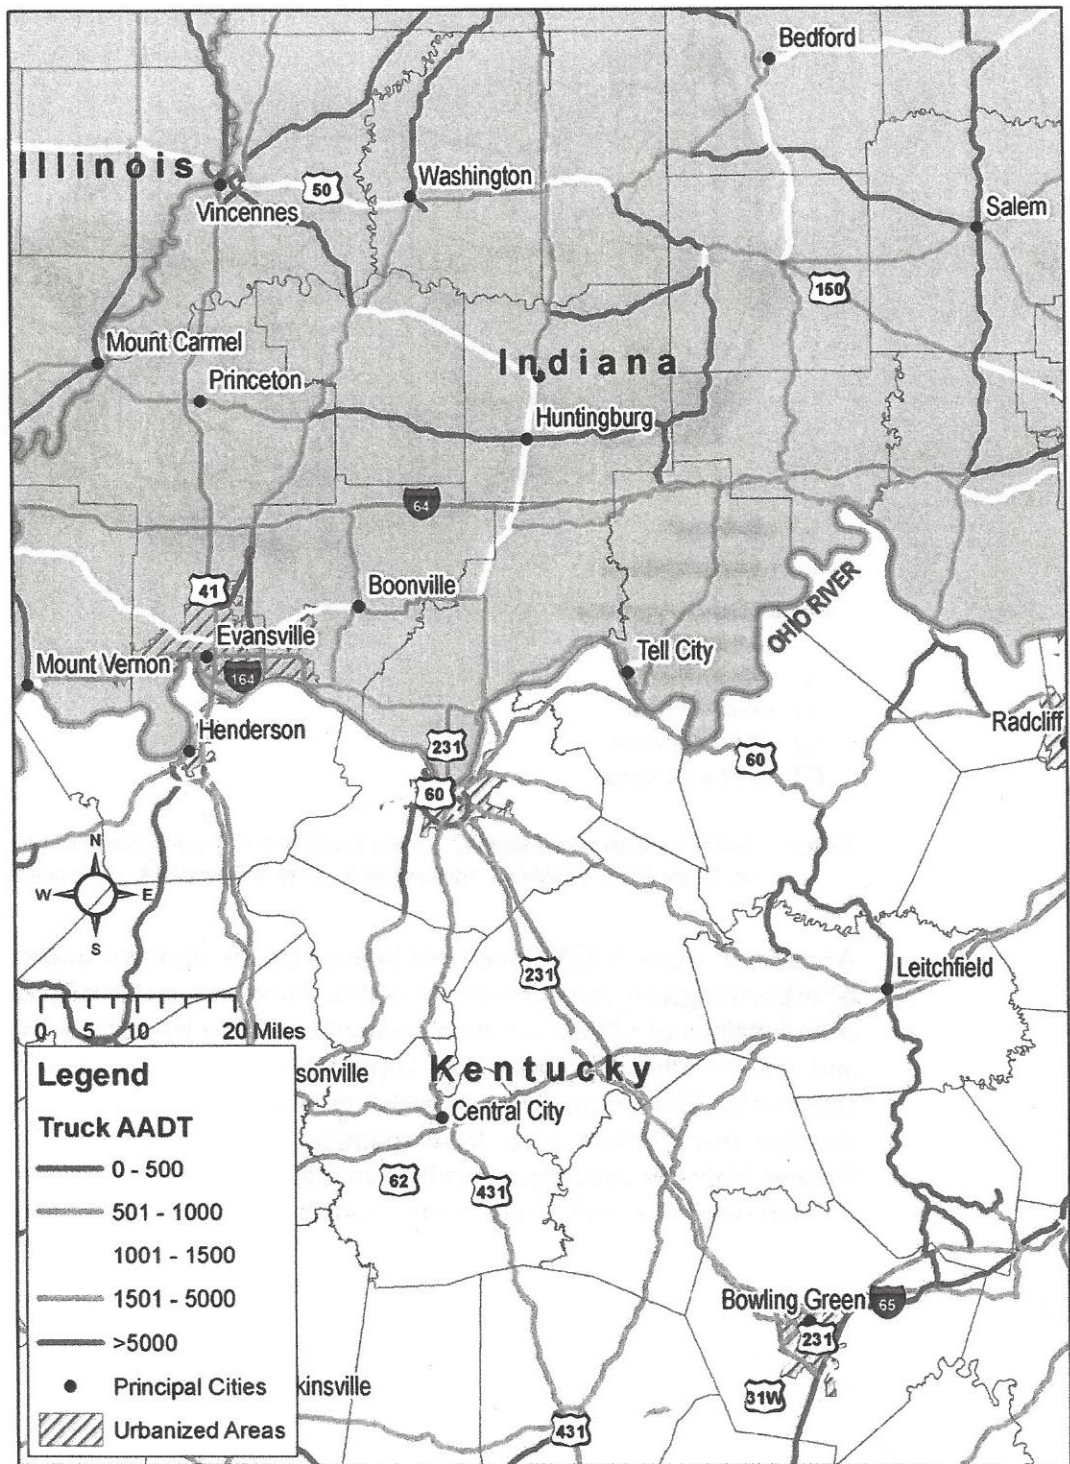 Bedford
Illinois
50
Washington
Vincennes
Salem
150
Mount Carmel
Indiana
Princeton
Huntingburg
64
41
Boonville
OHIO RIVER
Evansville
Mount Vernon
164
Tell City
Henderson
231
Radcliff
60
60
N
W
E
S
231
Leitchfield
0 5 10 20 Miles
Legend
sonville
Kentucky
Truck AADT
Central City
0 - 500
62
431
501 - 1000
1001 - 1500
1501 - 5000
Bowling Green
65
>5000
231
Principal Cities
kinsville
31W
Urbanized Areas
431